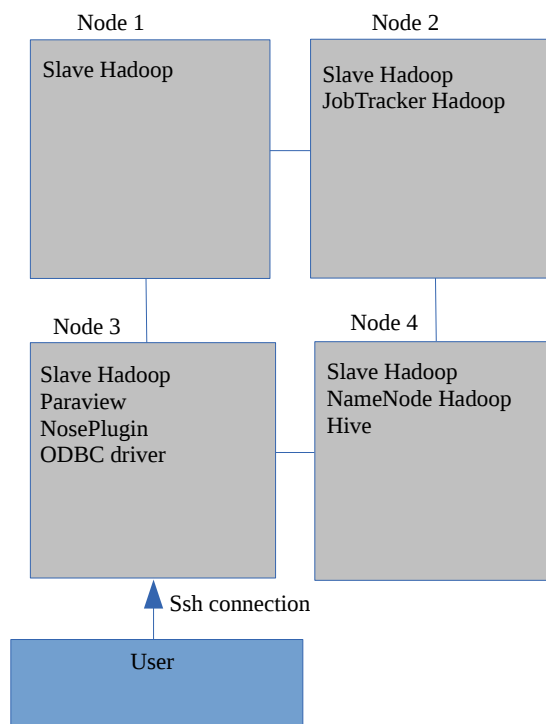 Node 1
Slave Hadoop
Node 2
Slave Hadoop
JobTracker Hadoop
Node 3
Slave Hadoop
Paraview
NosePlugin
ODBC driver
Node 4
Slave Hadoop
NameNode Hadoop
Hive
Ssh connection
User